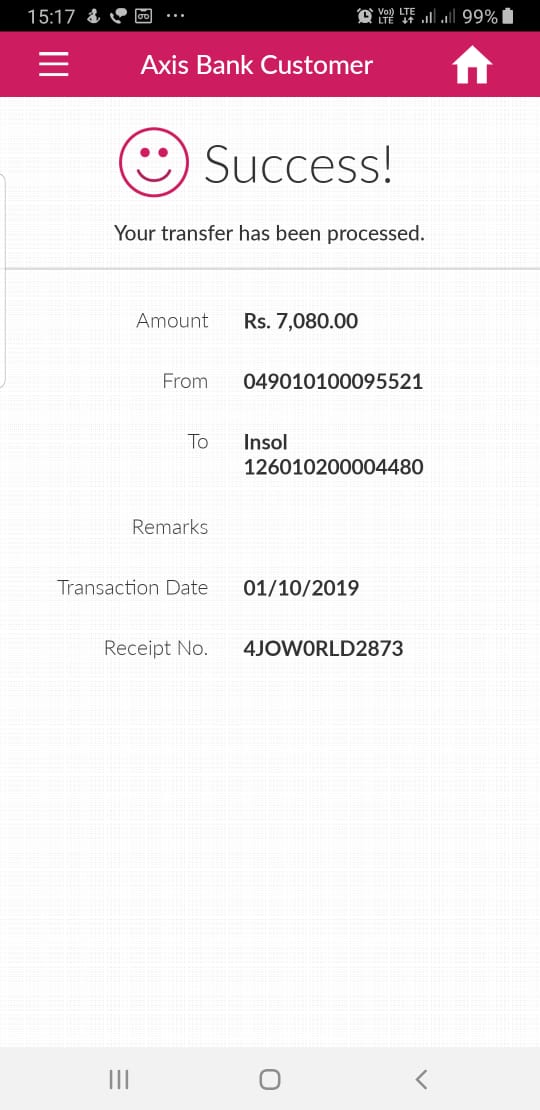 15:17 ... Vo)) LTE LTE 99%
Axis Bank Customer
Success!
Your transfer has been processed.
Amount Rs. 7,080.00
From 049010100095521
To Insol
126010200004480
Remarks
Transaction Date 01/10/2019
Receipt No. 4JOW0RLD2873